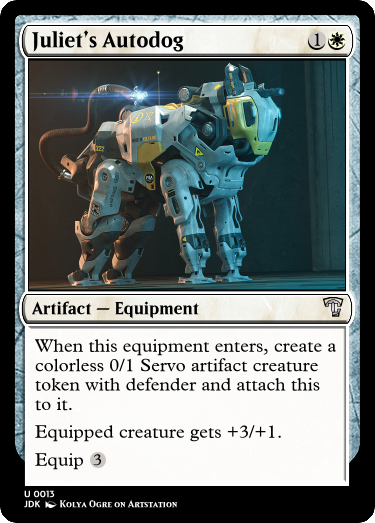 Juliet's Autodog 1
Artifact — Equipment
When this equipment enters, create a
colorless 0/1 Servo artifact creature
token with defender and attach this
to it.
Equipped creature gets +3/+1.
Equip 3
U 0013
JDK Kolya Ogre on Artstation